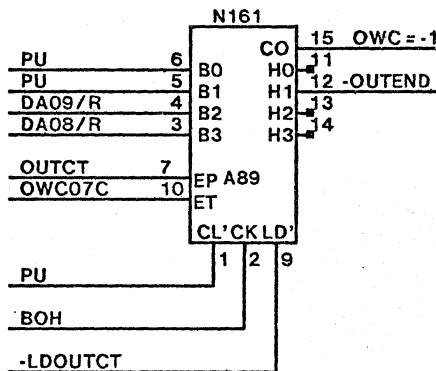 N161
CO 15 OWC=-1
PU 6 B0 H0 11
PU 5 B1 H1 12 -OUTEND
DA09/R 4 B2 H2 13
DA08/R 3 B3 H3 14
OUTCT 7 EP A89
OWC07C 10 ET
CL' CK LD'
1 2 9
PU
BOH
-LDOUTCT